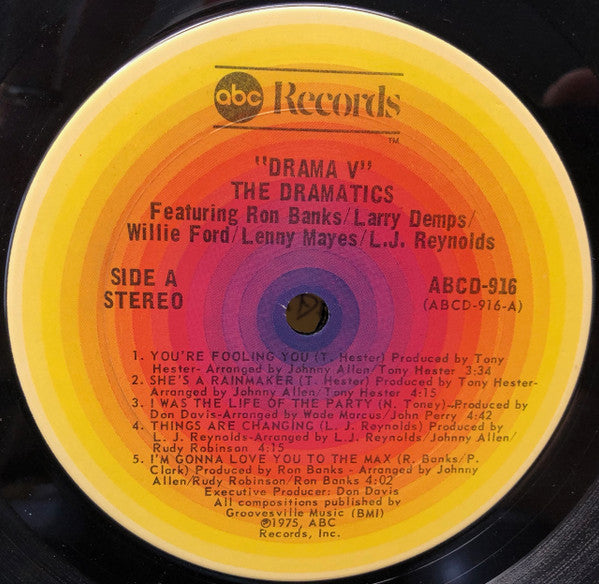 abc Records
TM
"DRAMA V"
THE DRAMATICS
Featuring Ron Banks/Larry Demps/
Willie Ford/Lenny Mayes/L.J. Reynolds
SIDE A
STEREO
ABCD-916
(ABCD-916-A)
1. YOU'RE FOOLING YOU (T. Hester) Produced by Tony
Hester-Arranged by Johnny Allen/Tony Hester 3:34
2. SHE'S A RAINMAKER (T. Hester) Produced by Tony Hester-
Arranged by Johnny Allen/Tony Hester 4:15
3. I WAS THE LIFE OF THE PARTY (N. Toney)-Produced by
Don Davis-Arranged by Wade Marcus/John Perry 4:42
4. THINGS ARE CHANGING (L. J. Reynolds) Produced by
L. J. Reynolds-Arranged by L.J. Reynolds/Johnny Allen/
Rudy Robinson 4:15
5. I'M GONNA LOVE YOU TO THE MAX (R. Banks/P.
Clark) Produced by Ron Banks - Arranged by Johnny
Allen/Rudy Robinson/Ron Banks 4:02
Executive Producer: Don Davis
All compositions published by
Groovesville Music (BMI)
℗1975, ABC
Records, Inc.